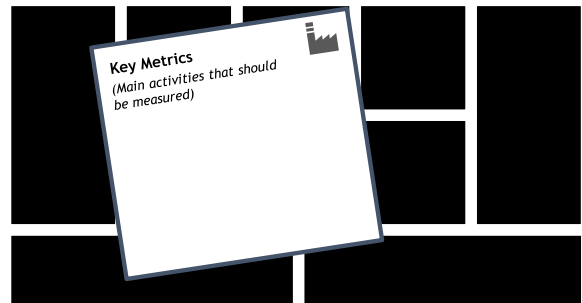 Key Metrics
(Main activities that should
be measured)